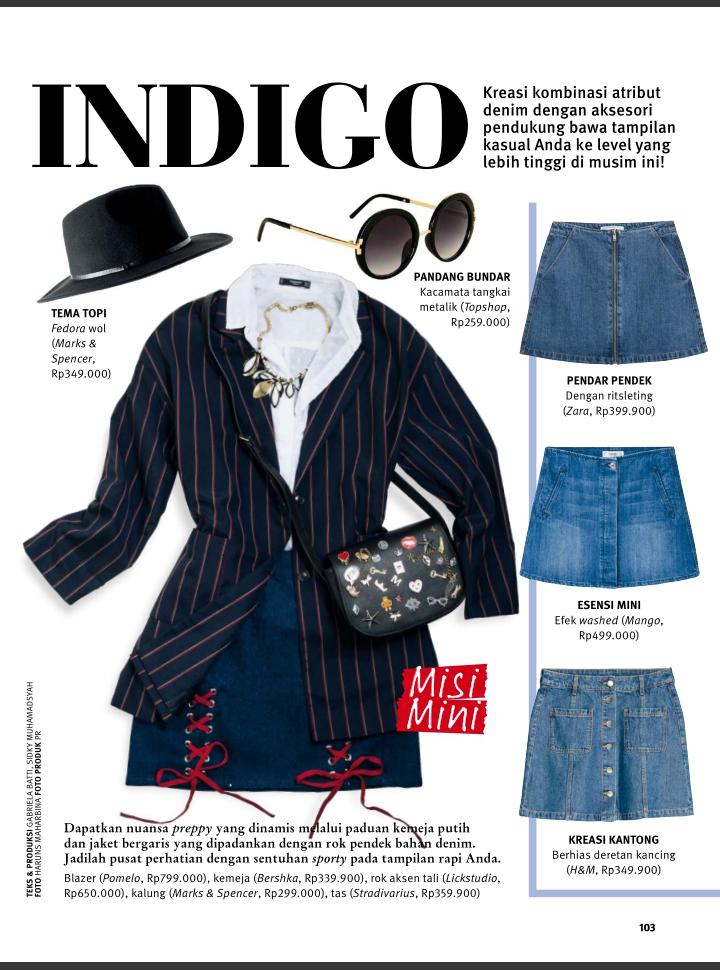 INDIGO
Kreasi kombinasi atribut
denim dengan aksesori
pendukung bawa tampilan
kasual Anda ke level yang
lebih tinggi di musim ini!
TEMA TOPI
Fedora wol
(Marks &
Spencer,
Rp349.000)
PANDANG BUNDAR
Kacamata tangkai
metalik (Topshop,
Rp259.000)
PENDAR PENDEK
Dengan ritsleting
(Zara, Rp399.900)
ESENSI MINI
Efek washed (Mango,
Rp499.000)
KREASI KANTONG
Berhias deretan kancing
(H&M, Rp349.900)
Misi
Mini
Dapatkan nuansa preppy yang dinamis melalui paduan kemeja putih
dan jaket bergaris yang dipadankan dengan rok pendek bahan denim.
Jadilah pusat perhatian dengan sentuhan sporty pada tampilan rapi Anda.
Blazer (Pomelo, Rp799.000), kemeja (Bershka, Rp339.900), rok aksen tali (Lickstudio,
Rp650.000), kalung (Marks & Spencer, Rp299.000), tas (Stradivarius, Rp359.900)
TEKS & PRODUKSI GABRIELA BATTI, SIDKY MUHAMADSYAH
FOTO HARUNS MAHARBINA FOTO PRODUK PR
103